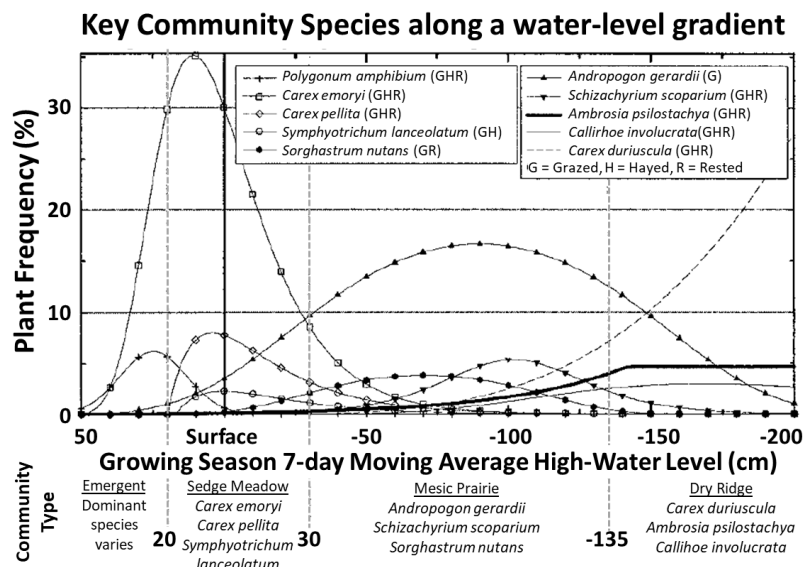 Key Community Species along a water-level gradient
Plant Frequency (%)
30
20
10
0
Polygonum amphibium (GHR)
Carex emoryi (GHR)
Carex pellita (GHR)
Symphyotrichum lanceolatum (GH)
Sorghastrum nutans (GR)
Andropogon gerardii (G)
Schizachyrium scoparium (GHR)
Ambrosia psilostachya (GHR)
Callirhoe involucrata(GHR)
Carex duriuscula (GHR)
G = Grazed, H = Hayed, R = Rested
50 Surface -50 -100 -150 -200
Growing Season 7-day Moving Average High-Water Level (cm)
Community
Type
Emergent
Dominant
species
varies
20
Sedge Meadow
Carex emoryi
Carex pellita
Symphyotrichum
lanceolatum
30
Mesic Prairie
Andropogon gerardii
Schizachyrium scoparium
Sorghastrum nutans
-135
Dry Ridge
Carex duriuscula
Ambrosia psilostachya
Callihoe involucrata